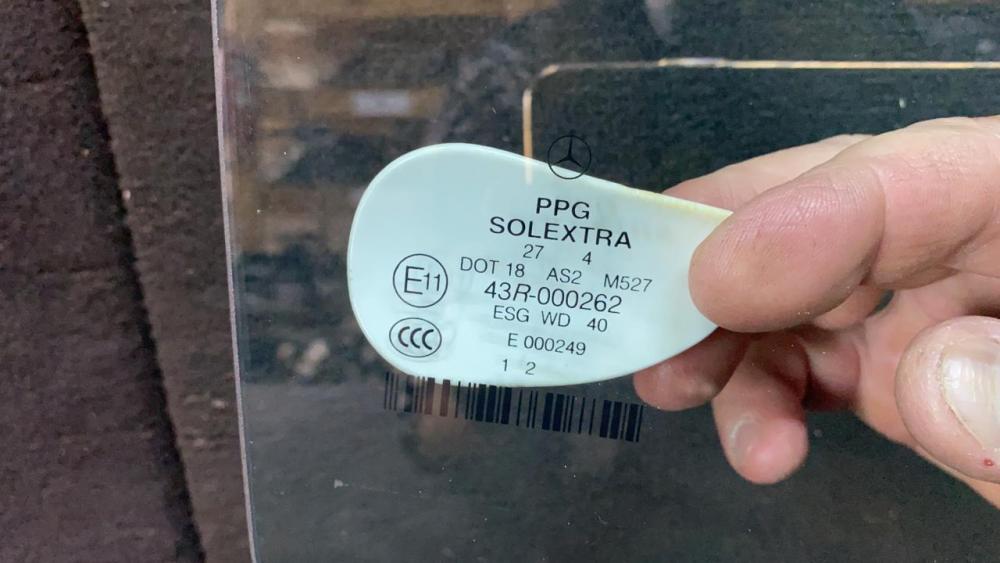 PPG
SOLEXTRA
27 4
DOT 18 AS2 M527
E11 43R-000262
ESG WD 40
CCC E 000249
1 2